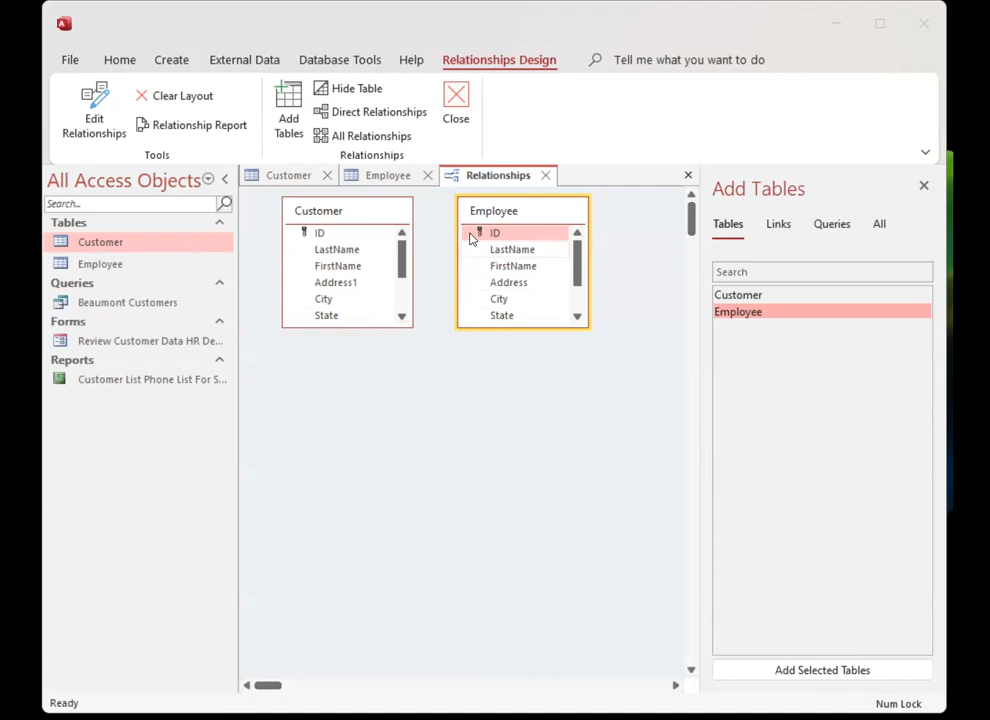 File Home Create External Data Database Tools Help Relationships Design Tell me what you want to do
Edit Relationships
Clear Layout
Relationship Report
Tools
Add Tables
Hide Table
Direct Relationships
All Relationships
Close
Relationships
All Access Objects
Search...
Tables
Customer
Employee
Queries
Beaumont Customers
Forms
Review Customer Data HR De...
Reports
Customer List Phone List For S...
Customer Employee Relationships
Customer
ID
LastName
FirstName
Address1
City
State
Employee
ID
LastName
FirstName
Address
City
State
Add Tables
Tables Links Queries All
Search
Customer
Employee
Add Selected Tables
Ready
Num Lock